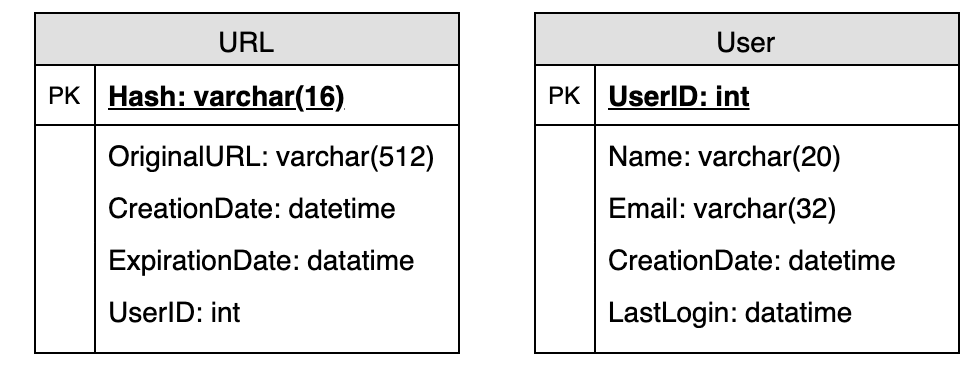 URL
PK
Hash: varchar(16)
OriginalURL: varchar(512)
CreationDate: datetime
ExpirationDate: datatime
UserID: int
User
PK
UserID: int
Name: varchar(20)
Email: varchar(32)
CreationDate: datetime
LastLogin: datatime